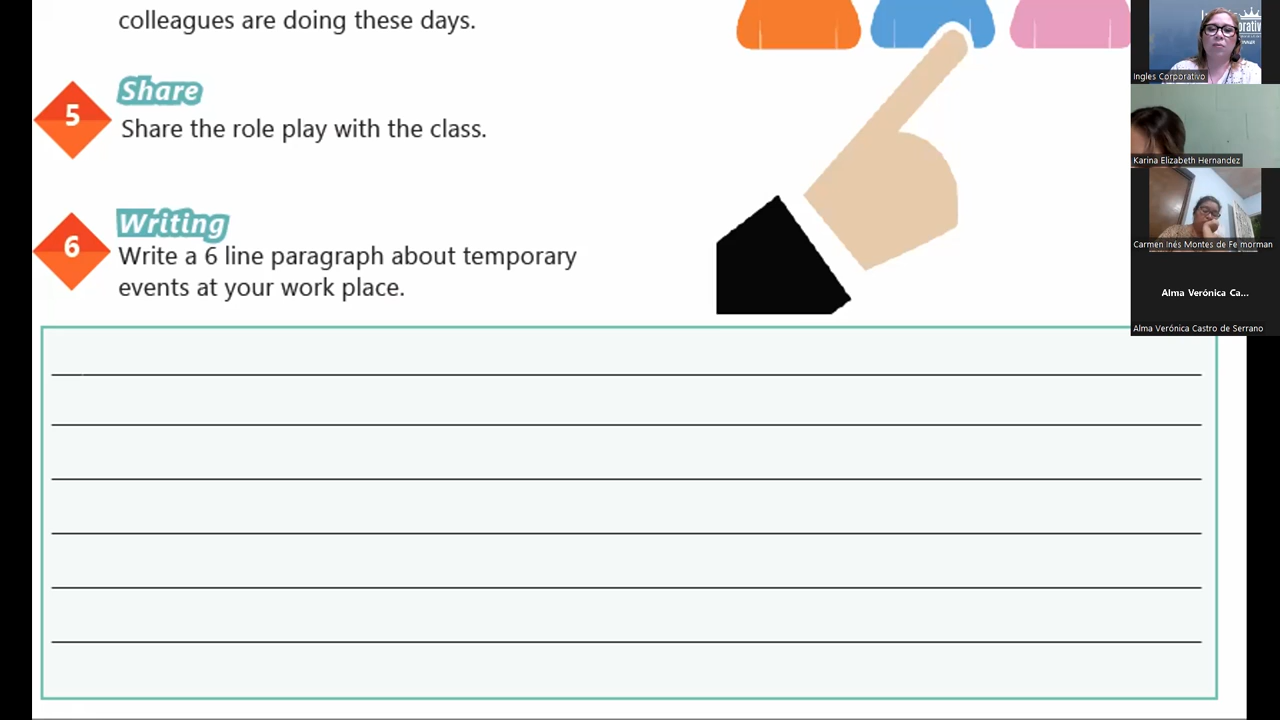 colleagues are doing these days.
5
Share
Share the role play with the class.
6
Writing
Write a 6 line paragraph about temporary
events at your work place.
Ingles Corporativo
Karina Elizabeth Hernandez
Carmen Inés Montes de Fe morman
Alma Verónica Ca...
Alma Verónica Castro de Serrano